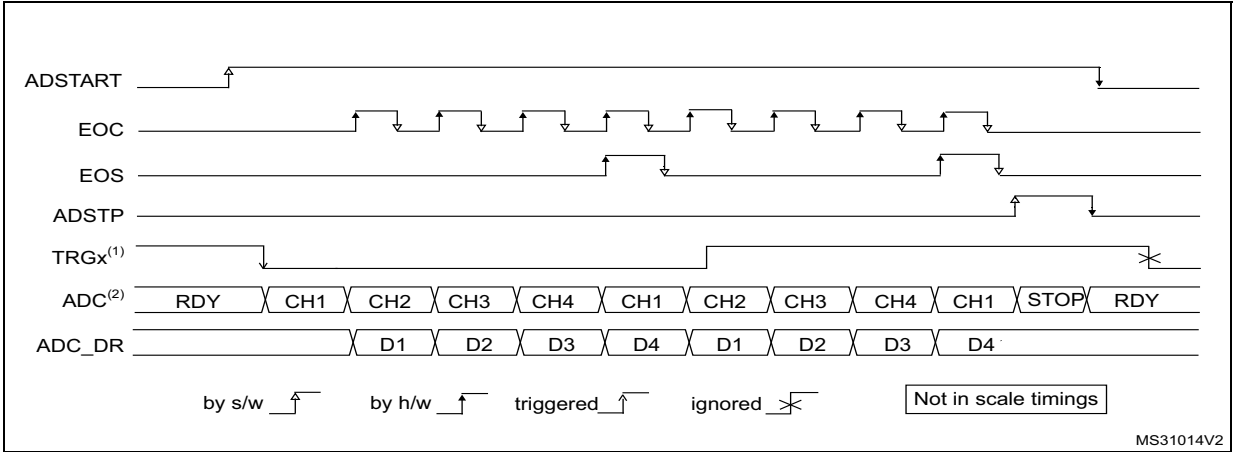 ADSTART
EOC
EOS
ADSTP
TRGx(1)
ADC(2) RDY CH1 CH2 CH3 CH4 CH1 CH2 CH3 CH4 CH1 STOP RDY
ADC_DR D1 D2 D3 D4 D1 D2 D3 D4
by s/w by h/w triggered ignored Not in scale timings
MS31014V2